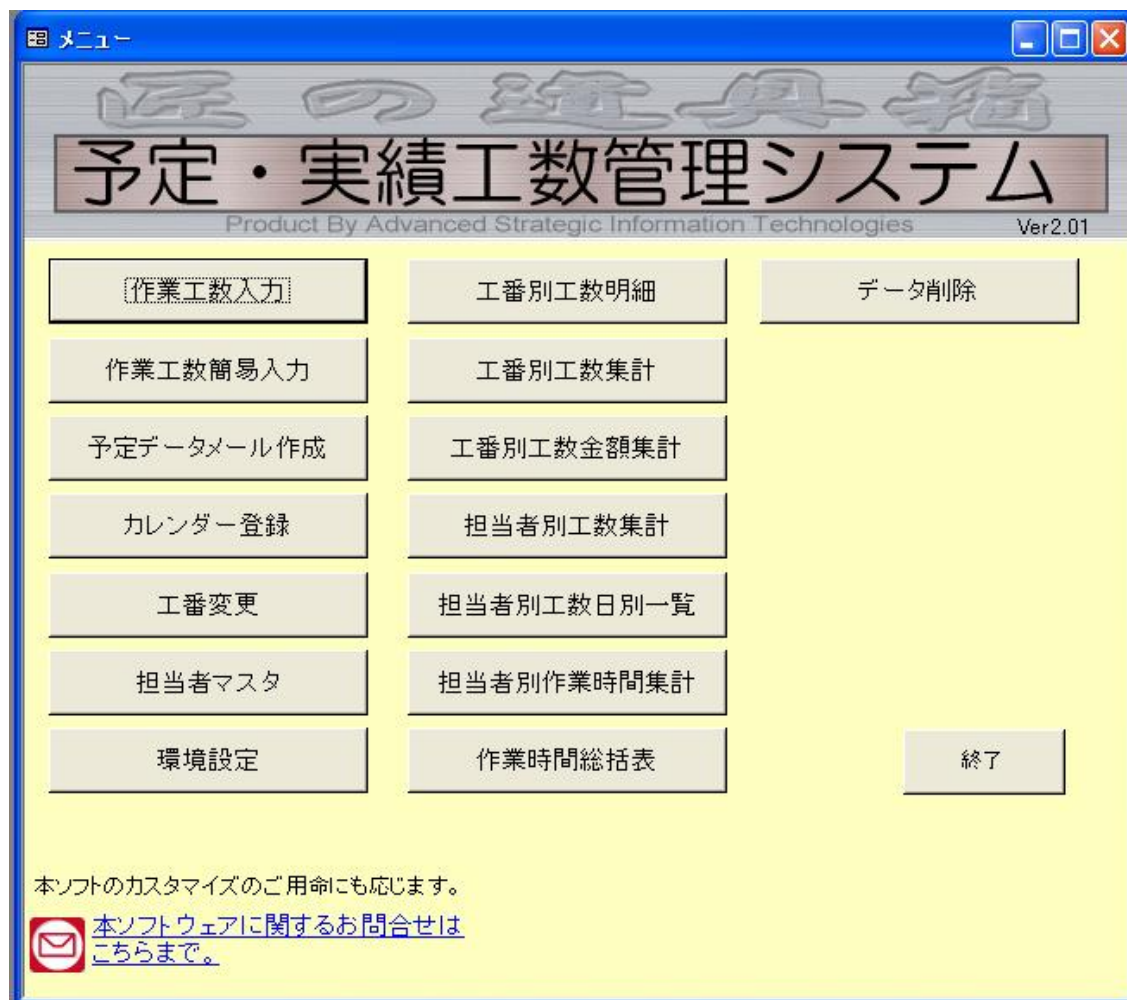 メニュー
匠の道具箱
予定・実績工数管理システム
Product By Advanced Strategic Information Technologies
Ver2.01
作業工数入力
工番別工数明細
データ削除
作業工数簡易入力
工番別工数集計
予定データメール作成
工番別工数金額集計
カレンダー登録
担当者別工数集計
工番変更
担当者別工数日別一覧
担当者マスタ
担当者別作業時間集計
環境設定
作業時間総括表
終了
本ソフトのカスタマイズのご用命にも応じます。
本ソフトウェアに関するお問合せは
こちらまで。